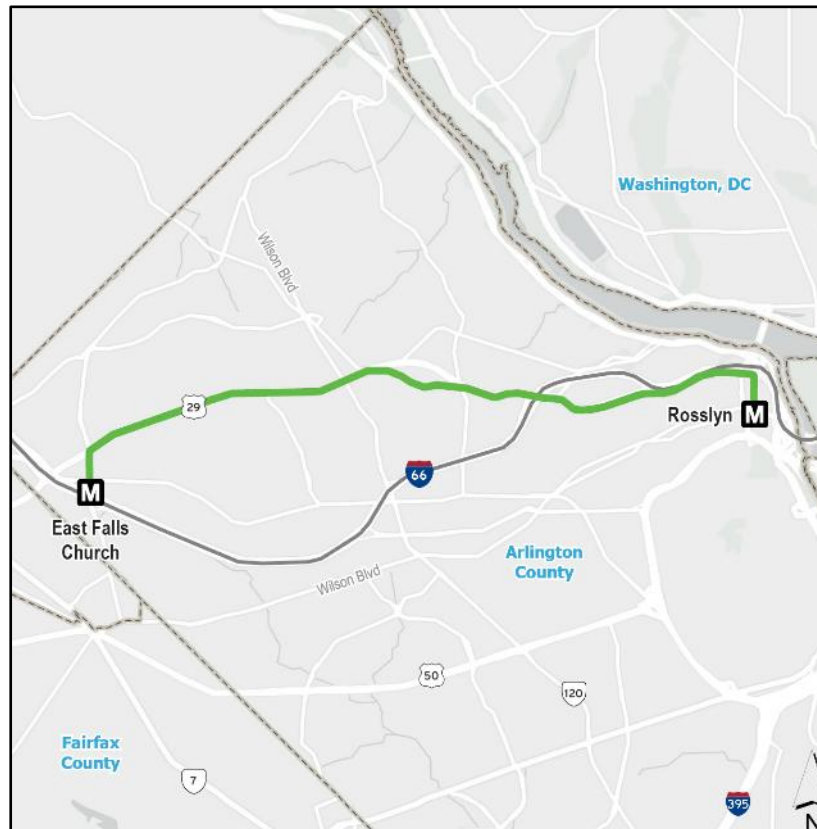 Washington, DC
Wilson Blvd
29
Rosslyn
M
M
66
East Falls
Church
Arlington
County
Wilson Blvd
50
120
Fairfax
County
7
395
N